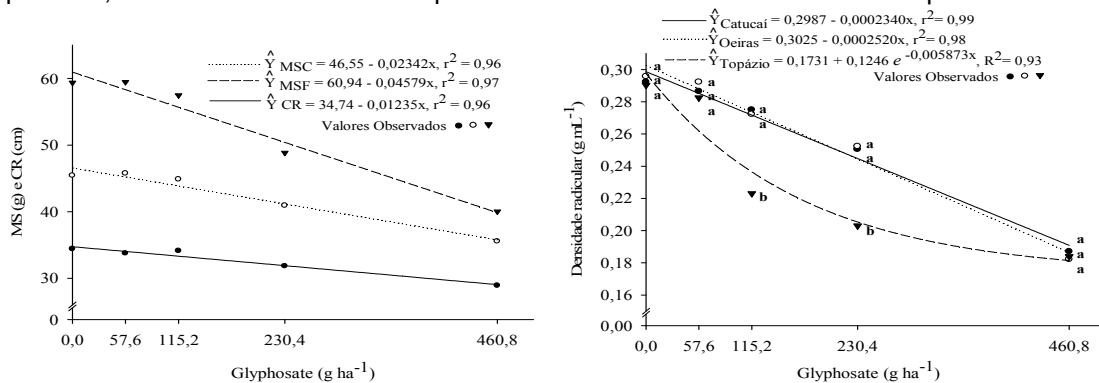 Ŷ MSC = 46,55 – 0,02342x, r² = 0,96
Ŷ MSF = 60,94 – 0,04579x, r² = 0,97
Ŷ CR = 34,74 – 0,01235x, r² = 0,96
Valores Observados
MS (g) e CR (cm)
60
50
40
30
0
0,0 57,6 115,2 230,4 460,8
Glyphosate (g ha-1)
ŶCatucaí = 0,2987 - 0,0002340x, r²= 0,99
ŶOeiras = 0,3025 - 0,0002520x, r²= 0,98
ŶTopázio = 0,1731 + 0,1246 e-0,005873x, R²= 0,93
Valores Observados
Densidade radicular (g mL-1)
0,30
0,28
0,26
0,24
0,22
0,20
0,18
0,16
0,00
a a a a a
a a a a a
a a b b a
0,0 57,6 115,2 230,4 460,8
Glyphosate (g ha-1)